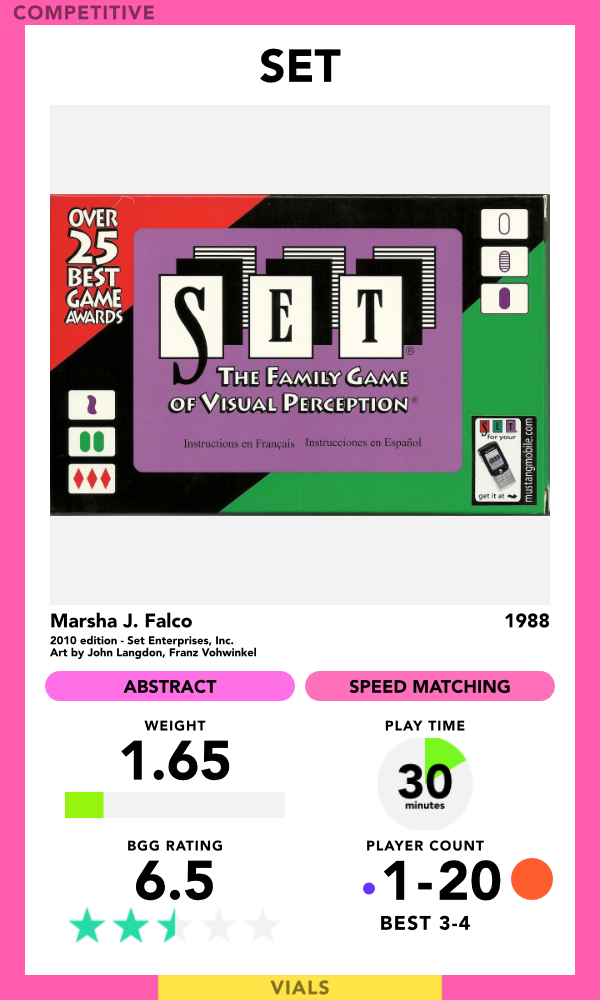 COMPETITIVE
SET
OVER
25
BEST
GAME
AWARDS
SET®
THE FAMILY GAME
OF VISUAL PERCEPTION®
Instructions en Français Instrucciones en Español
SET
for your
get it at
mustangmobile.com
Marsha J. Falco 1988
2010 edition - Set Enterprises, Inc.
Art by John Langdon, Franz Vohwinkel
ABSTRACT SPEED MATCHING
WEIGHT PLAY TIME
1.65 30
minutes
BGG RATING PLAYER COUNT
6.5 1-20
BEST 3-4
VIALS